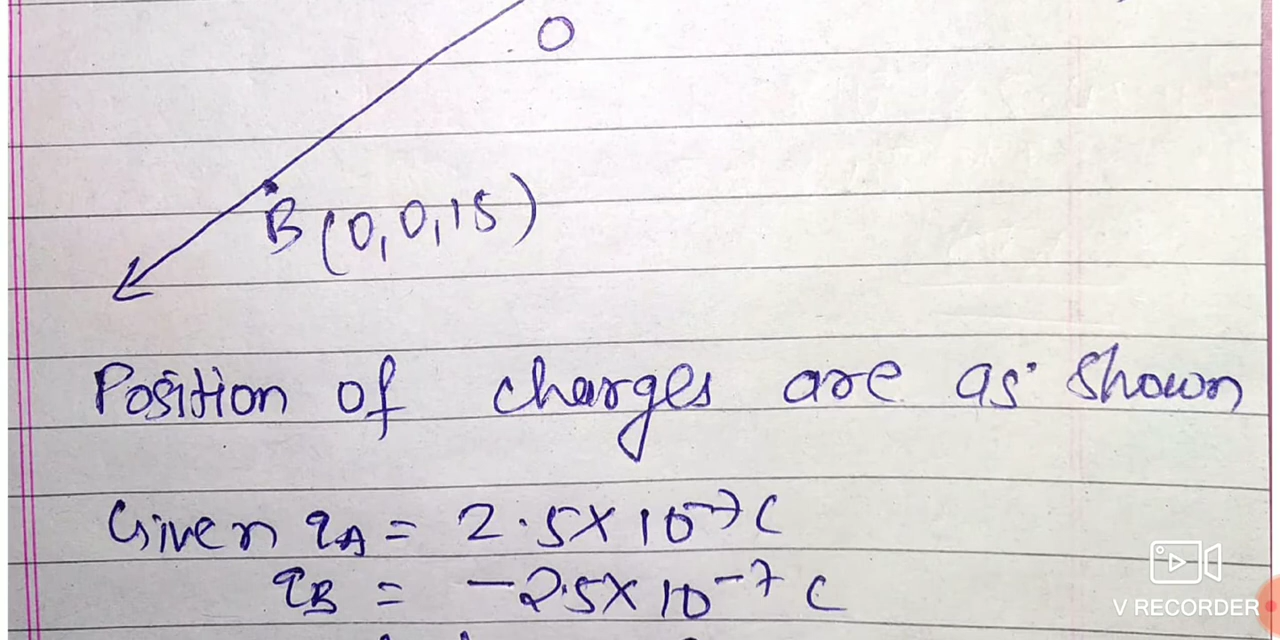 O
B(0,0,15)
Position of charges are as shown
Given qA = 2.5×10⁻⁷ C
qB = -2.5×10⁻⁷ C
V RECORDER